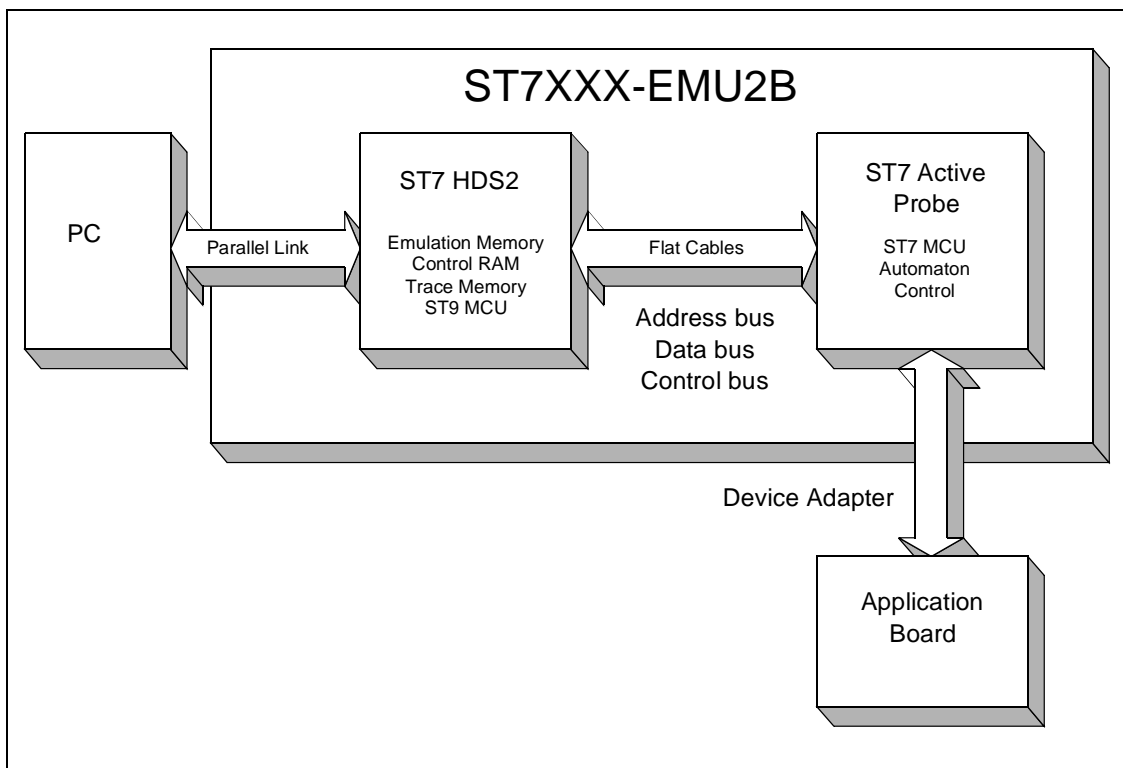 ST7XXX-EMU2B
PC
Parallel Link
ST7 HDS2
Emulation Memory
Control RAM
Trace Memory
ST9 MCU
Flat Cables
Address bus
Data bus
Control bus
ST7 Active
Probe
ST7 MCU
Automaton
Control
Device Adapter
Application
Board